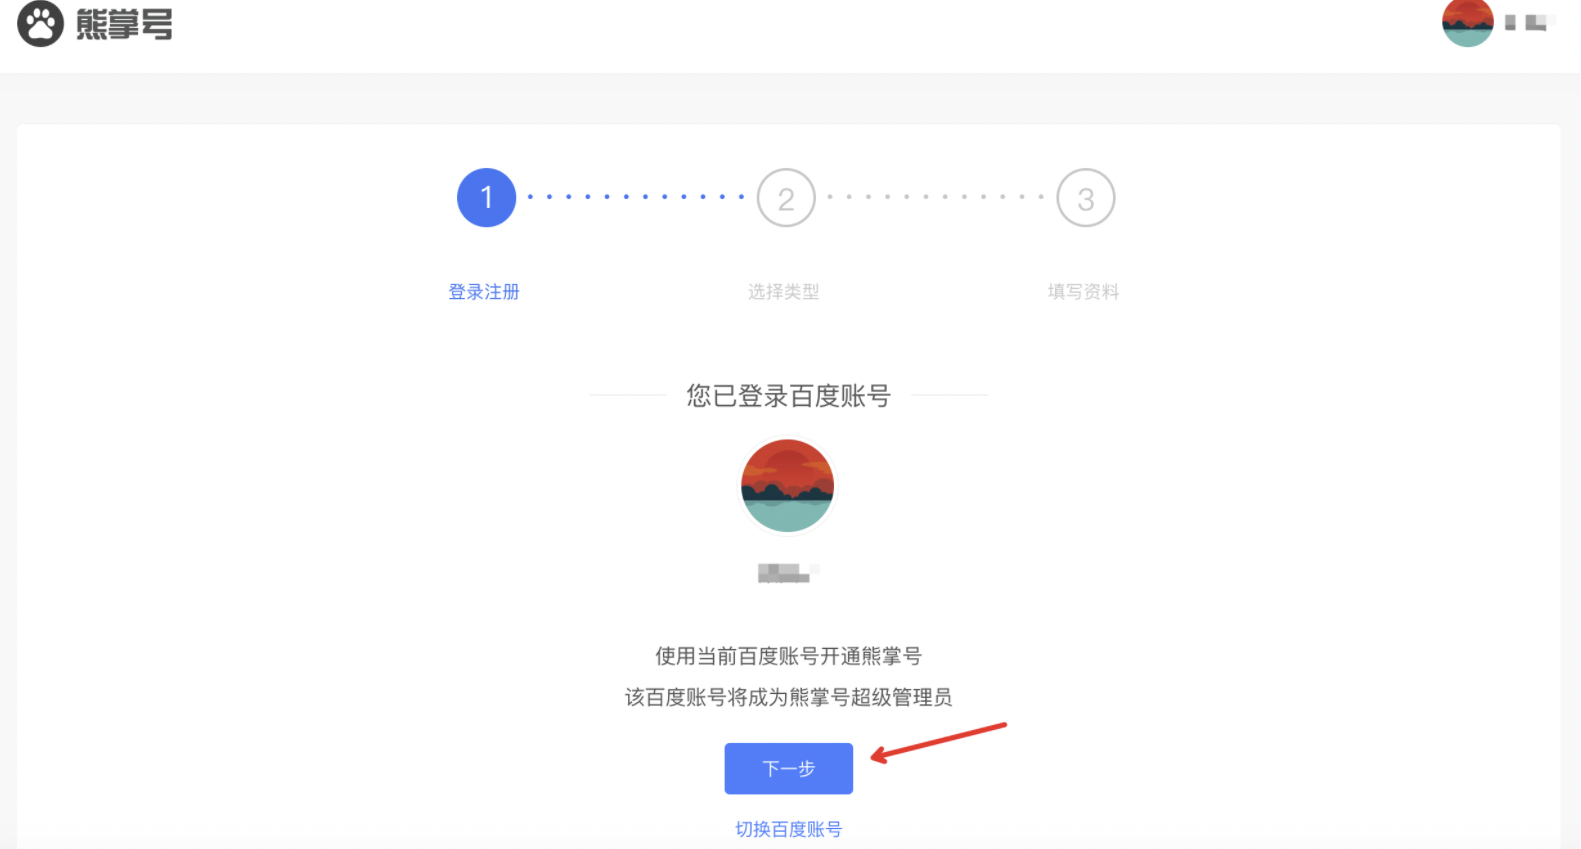 熊掌号
1
2
3
登录注册
选择类型
填写资料
您已登录百度账号
使用当前百度账号开通熊掌号
该百度账号将成为熊掌号超级管理员
下一步
切换百度账号